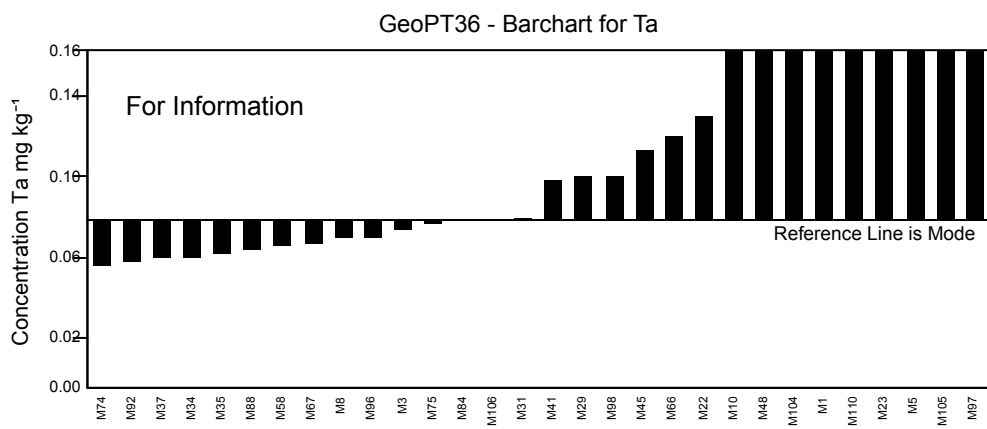 GeoPT36 - Barchart for Ta
0.16
0.14
0.10
0.06
0.02
0.00
Concentration Ta mg kg⁻¹
For Information
Reference Line is Mode
M74 M92 M37 M34 M35 M88 M58 M67 M8 M96 M3 M75 M84 M106 M31 M41 M29 M98 M45 M66 M22 M10 M48 M104 M1 M110 M23 M5 M105 M97